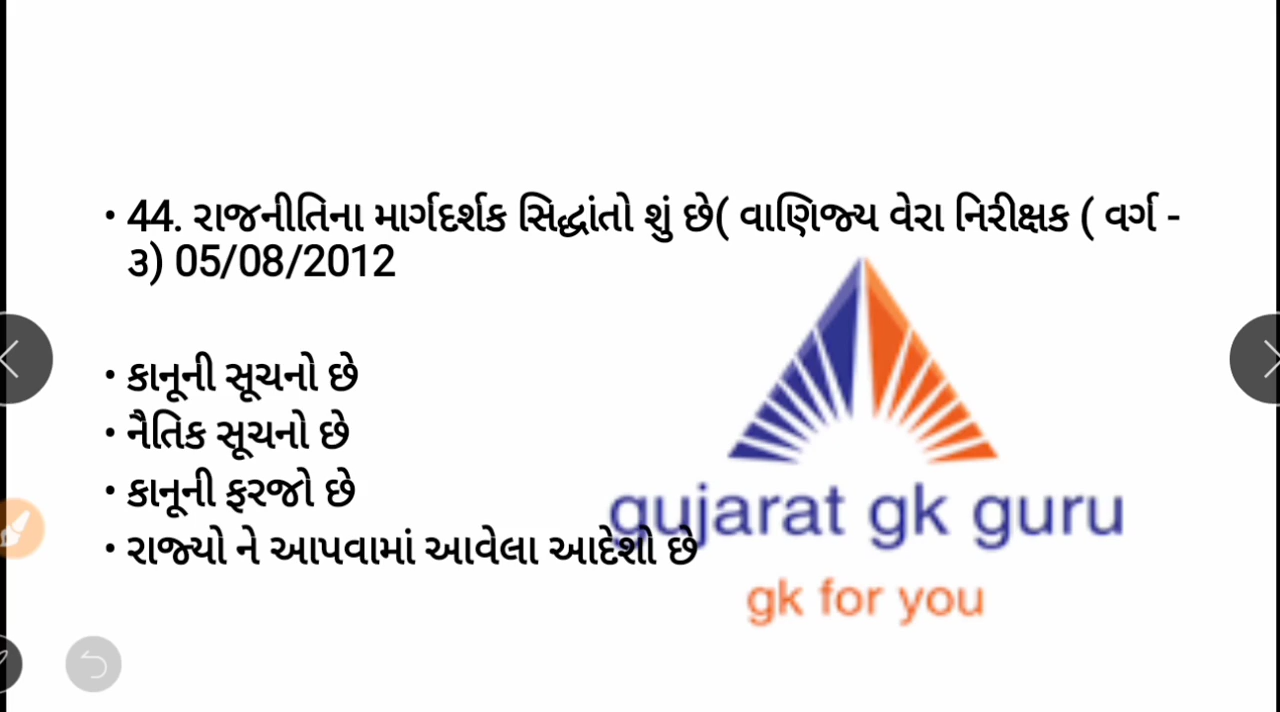 • 44. રાજનીતિના માર્ગદર્શક સિદ્ધાંતો શું છે( વાણિજ્ય વેરા નિરીક્ષક ( વર્ગ -
૩) 05/08/2012
• કાનૂની સૂચનો છે
• નૈતિક સૂચનો છે
• કાનૂની ફરજો છે
• રાજ્યો ને આપવામાં આવેલા આદેશો છે
gujarat gk guru
gk for you